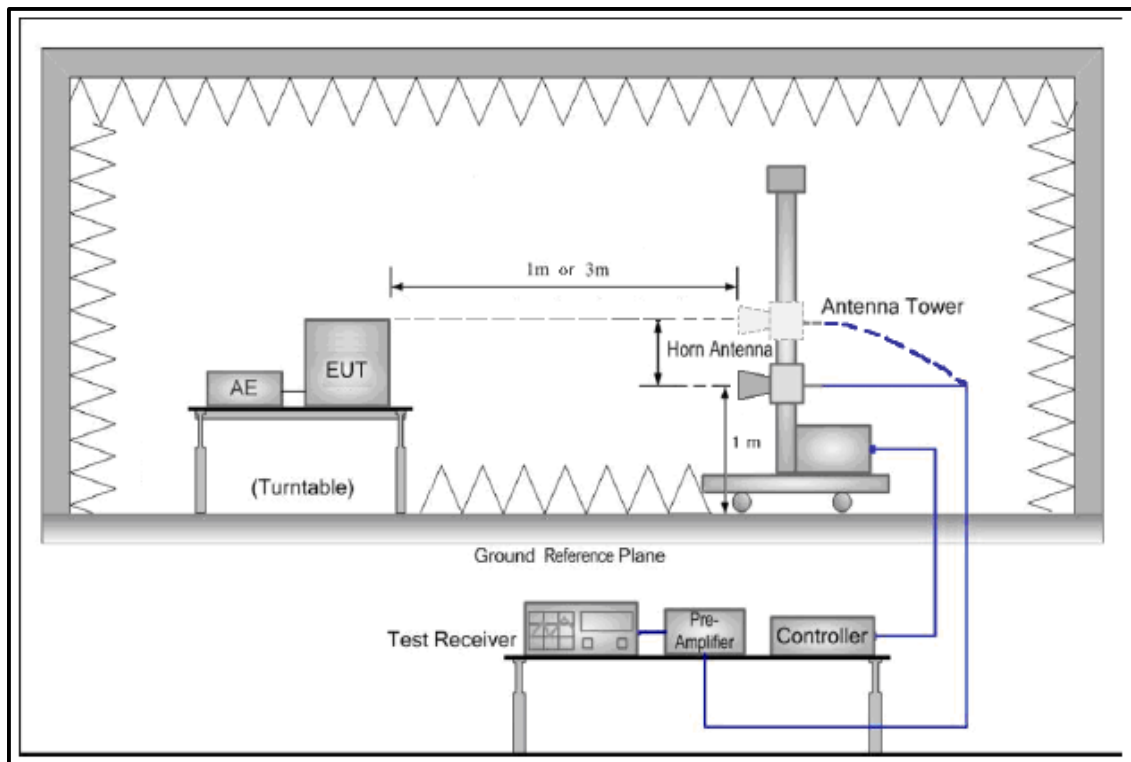 1m or 3m
Antenna Tower
Horn Antenna
EUT
AE
1 m
(Turntable)
Ground Reference Plane
Test Receiver
Pre-
Amplifier
Controller